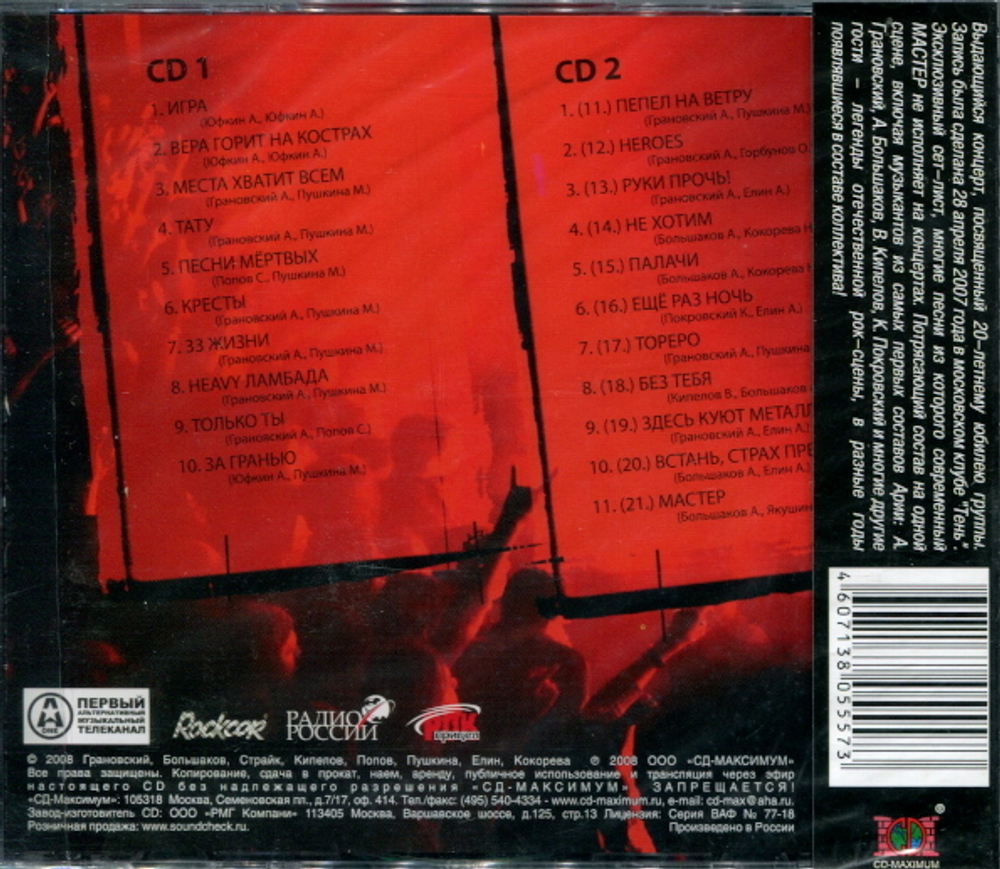 CD 1
1. ИГРА
(Юфкин А., Юфкин А.)
2. ВЕРА ГОРИТ НА КОСТРАХ
(Юфкин А., Юфкин А.)
3. МЕСТА ХВАТИТ ВСЕМ
(Грановский А., Пушкина М.)
4. ТАТУ
(Грановский А., Пушкина М.)
5. ПЕСНИ МЁРТВЫХ
(Попов С., Пушкина М.)
6. КРЕСТЫ
(Грановский А., Пушкина М.)
7. 33 ЖИЗНИ
(Грановский А., Пушкина М.)
8. HEAVY ЛАМБАДА
(Грановский А., Пушкина М.)
9. ТОЛЬКО ТЫ
(Грановский А., Попов С.)
10. ЗА ГРАНЬЮ
(Юфкин А., Пушкина М.)
CD 2
1. (11.) ПЕПЕЛ НА ВЕТРУ
(Грановский А., Пушкина М.
2. (12.) HEROES
(Грановский А., Горбунов О.
3. (13.) РУКИ ПРОЧЬ!
(Грановский А., Елин А.)
4. (14.) НЕ ХОТИМ
(Большаков А., Кокорева Н
5. (15.) ПАЛАЧИ
(Большаков А., Кокорева Н
6. (16.) ЕЩЁ РАЗ НОЧЬ
(Покровский К., Елин А.)
7. (17.) ТОРЕРО
(Грановский А., Пушкина
8. (18.) БЕЗ ТЕБЯ
(Кипелов В., Большаков
9. (19.) ЗДЕСЬ КУЮТ МЕТАЛЛ
(Грановский А., Елин А.)
10. (20.) ВСТАНЬ, СТРАХ ПРЕ
(Большаков А., Елин А.)
11. (21.) МАСТЕР
(Большаков А., Якушин
Выдающийся концерт, посвященный 20-летнему юбилею группы.
Запись была сделана 28 апреля 2007 года в московском клубе "Тень".
Эксклюзивный сет-лист, многие песни из которого современный
МАСТЕР не исполняет на концертах. Потрясающий состав на одной
сцене, включая музыкантов из самых первых составов Арии: А.
Грановский, А. Большаков, В. Кипелов, К. Покровский и многие другие
гости - легенды отечественной рок-сцены, в разные годы
появлявшиеся в составе коллектива!
4 607138 055573
A ONE
ПЕРВЫЙ
АЛЬТЕРНАТИВНЫЙ
МУЗЫКАЛЬНЫЙ
ТЕЛЕКАНАЛ
Rockcor
РАДИО
РОССИИ
РОК
прицел
© 2008 Грановский, Большаков, Страйк, Кипелов, Попов, Пушкина, Елин, Кокорева ℗ 2008 ООО «СД-МАКСИМУМ»
Все права защищены. Копирование, сдача в прокат, наем, аренду, публичное использование и трансляция через эфир
настоящего CD без надлежащего разрешения «СД-МАКСИМУМ» ЗАПРЕЩАЕТСЯ!
«СД-Максимум»: 105318 Москва, Семеновская пл., д.7/17, оф. 414. Тел./факс: (495) 540-4334 - www.cd-maximum.ru, e-mail: cd-max@aha.ru.
Завод-изготовитель CD: ООО «РМГ Компани» 113405 Москва, Варшавское шоссе, д.125, стр.13 Лицензия: Серия ВАФ № 77-18
Розничная продажа: www.soundcheck.ru.
Произведено в России
®
CD
CD-MAXIMUM